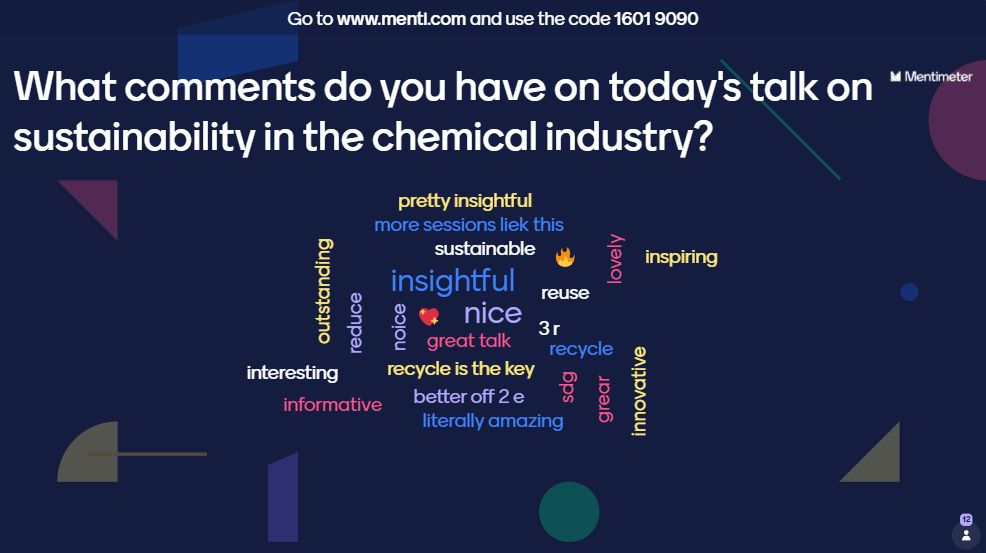 Go to www.menti.com and use the code 1601 9090
Mentimeter
What comments do you have on today's talk on
sustainability in the chemical industry?
pretty insightful
more sessions liek this
sustainable
🔥
lovely
inspiring
outstanding
insightful
reuse
reduce
noice
💖
nice
3 r
great talk
recycle
interesting
recycle is the key
sdg
grear
innovative
informative
better off 2 e
literally amazing
12